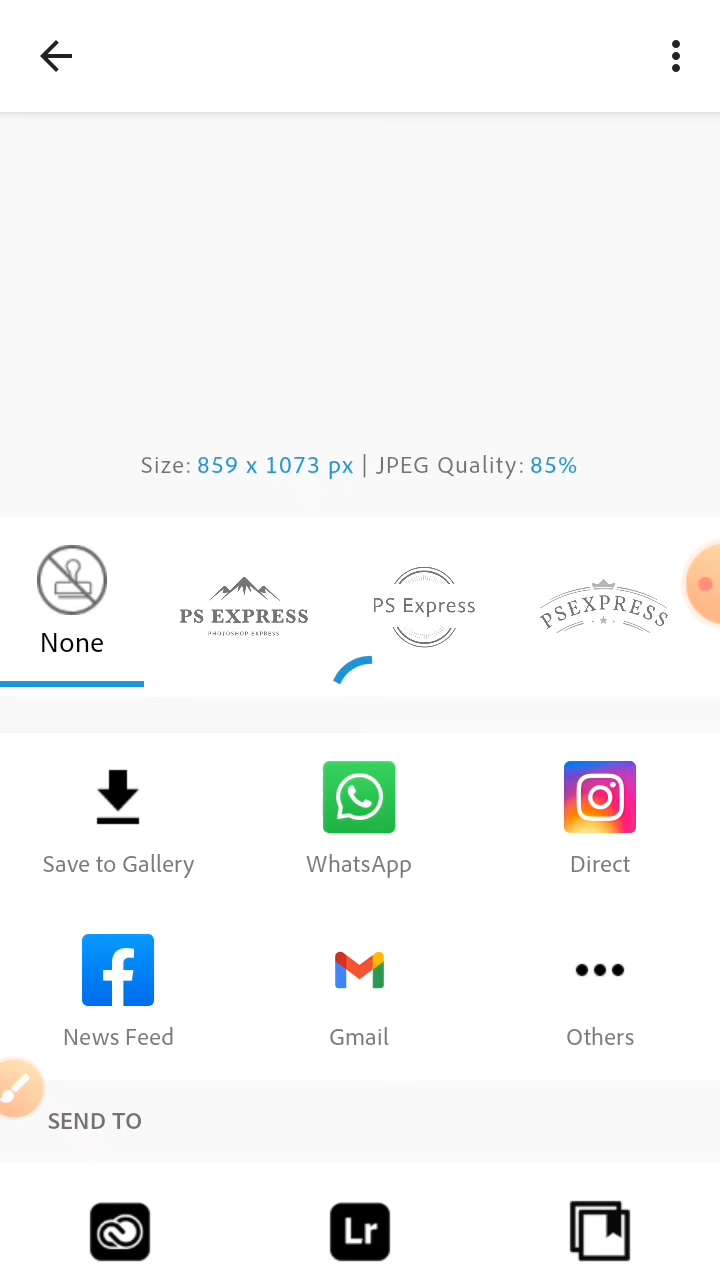 Size: 859 x 1073 px | JPEG Quality: 85%
None
PS EXPRESS
PHOTOSHOP EXPRESS
PS Express
PSEXPRESS
Save to Gallery
WhatsApp
Direct
News Feed
Gmail
Others
SEND TO
Lr